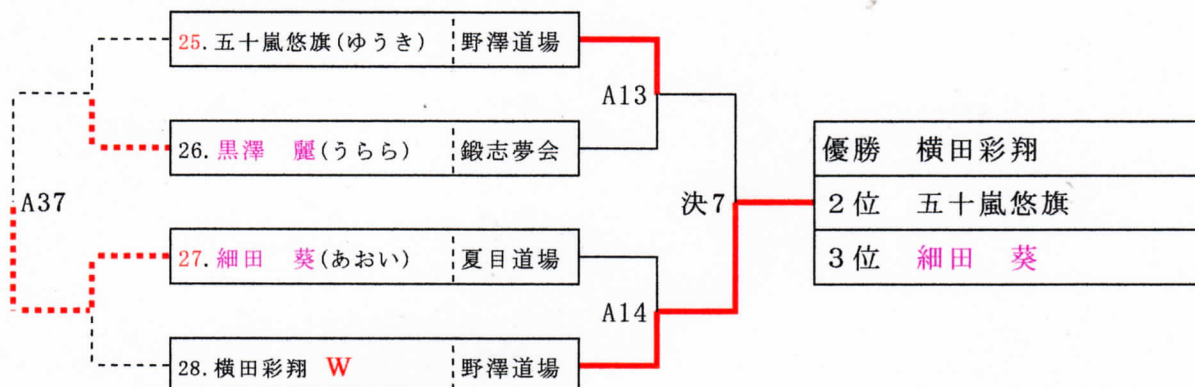 25.五十嵐悠旗(ゆうき) 野澤道場
A13
26.黒澤 麗(うらら) 鍛志夢会
A37
決7
27.細田 葵(あおい) 夏目道場
A14
28.横田彩翔 W 野澤道場
優勝 横田彩翔
2位 五十嵐悠旗
3位 細田 葵